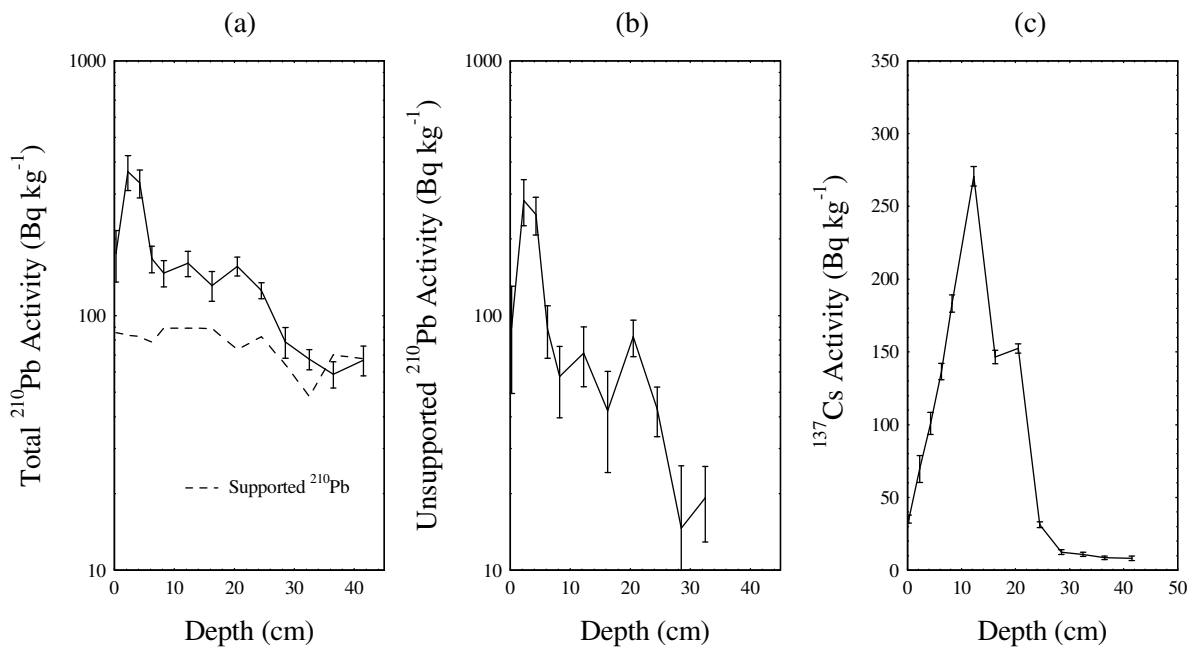 (a)
Total ²¹⁰Pb Activity (Bq kg⁻¹)
1000
100
10
Supported ²¹⁰Pb
0 10 20 30 40
Depth (cm)
(b)
Unsupported ²¹⁰Pb Activity (Bq kg⁻¹)
1000
100
10
0 10 20 30 40
Depth (cm)
(c)
¹³⁷Cs Activity (Bq kg⁻¹)
350
300
250
200
150
100
50
0
0 10 20 30 40 50
Depth (cm)